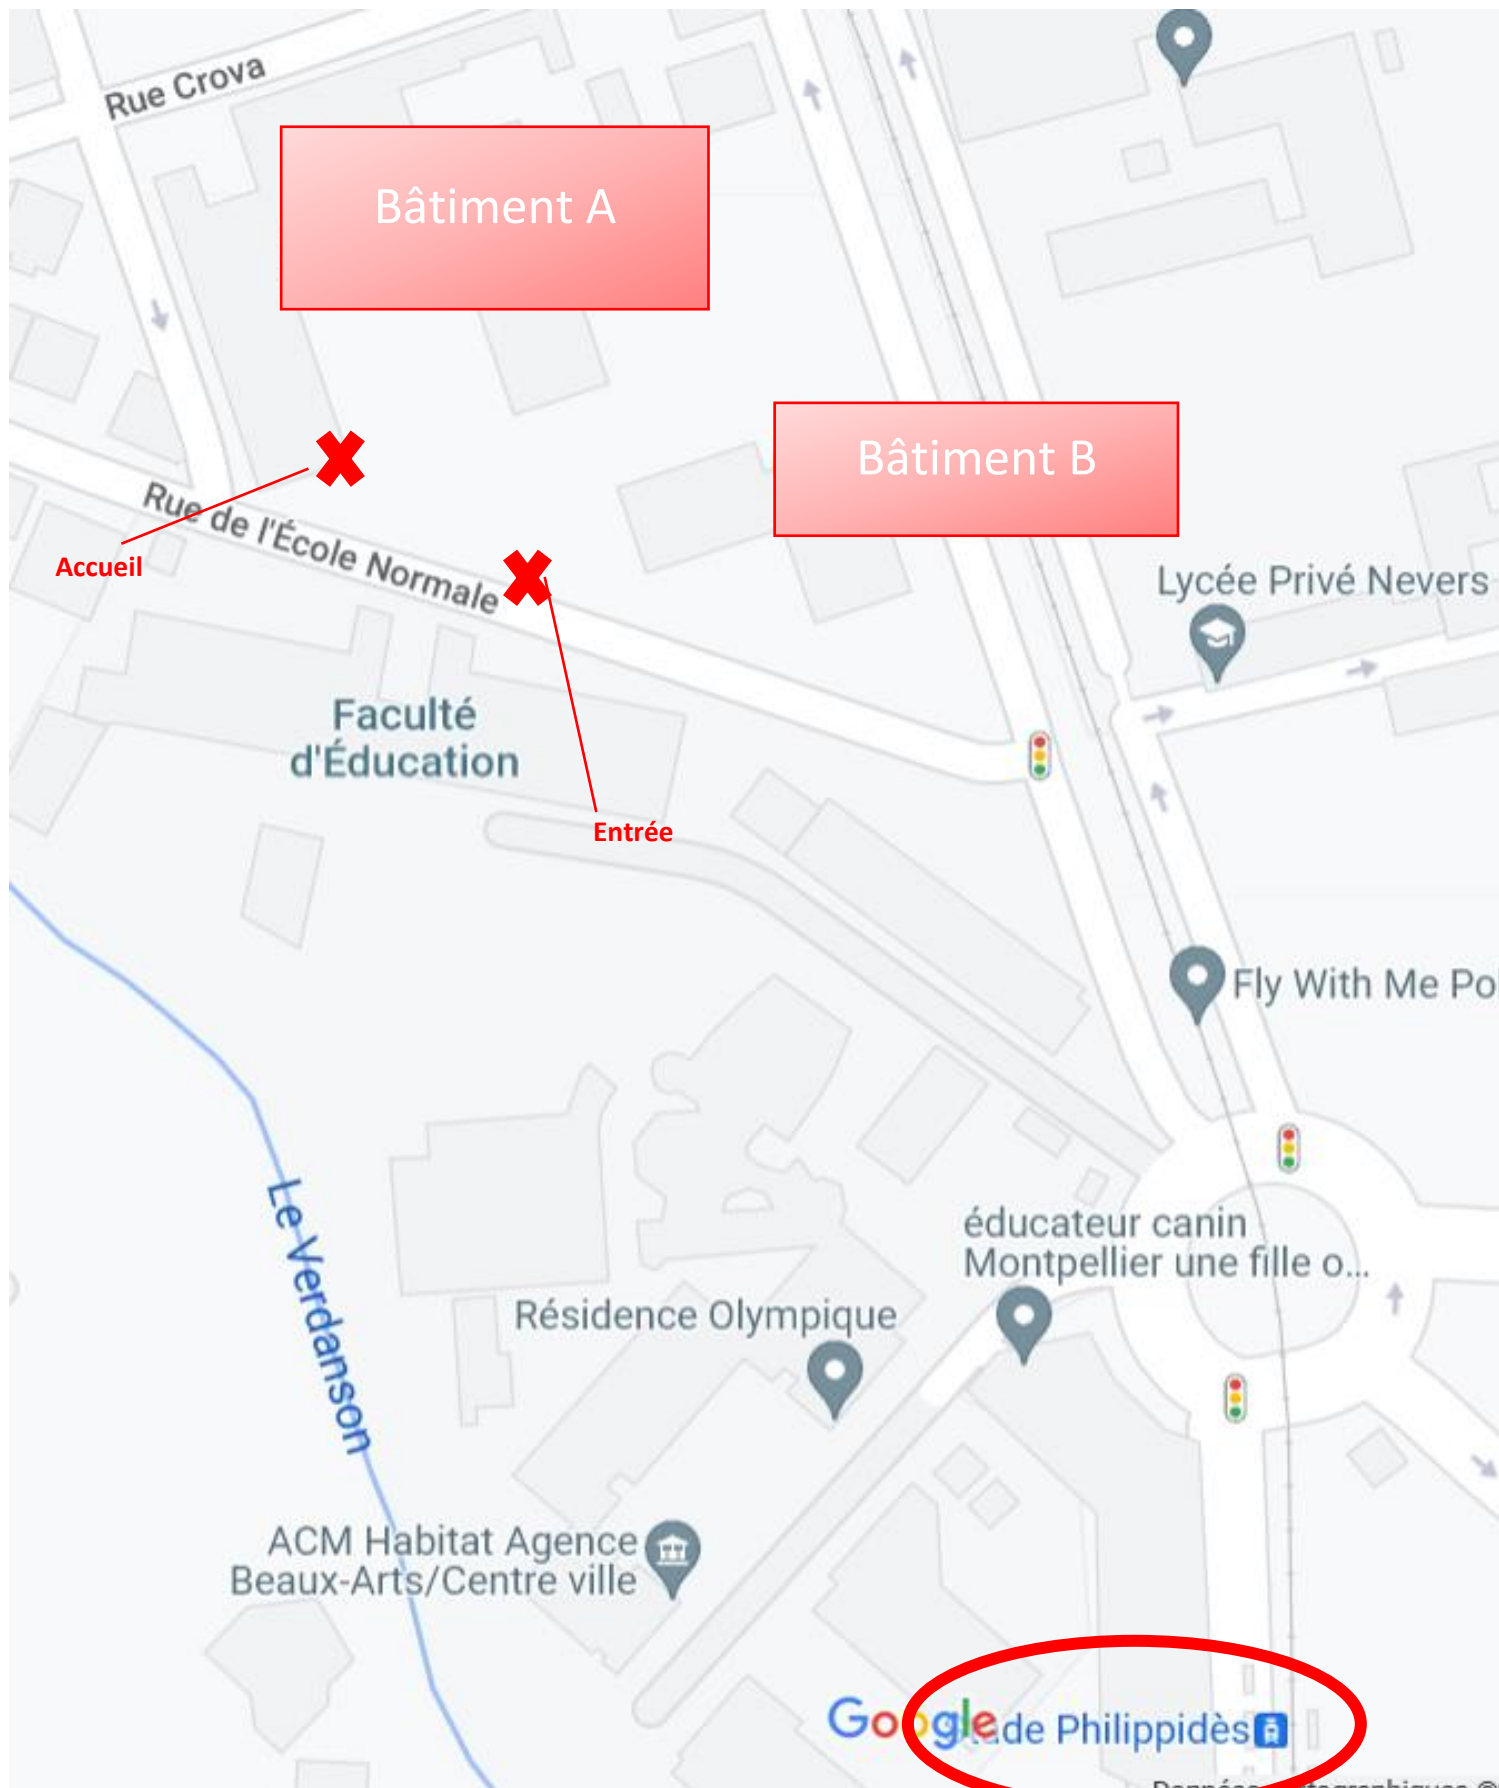 Rue Crova
Bâtiment A
Bâtiment B
Rue de l'École Normale
Accueil
Lycée Privé Nevers
Faculté
d'Éducation
Entrée
Fly With Me Po
Le Verdanson
éducateur canin
Montpellier une fille o...
Résidence Olympique
ACM Habitat Agence
Beaux-Arts/Centre ville
Google
de Philippidès